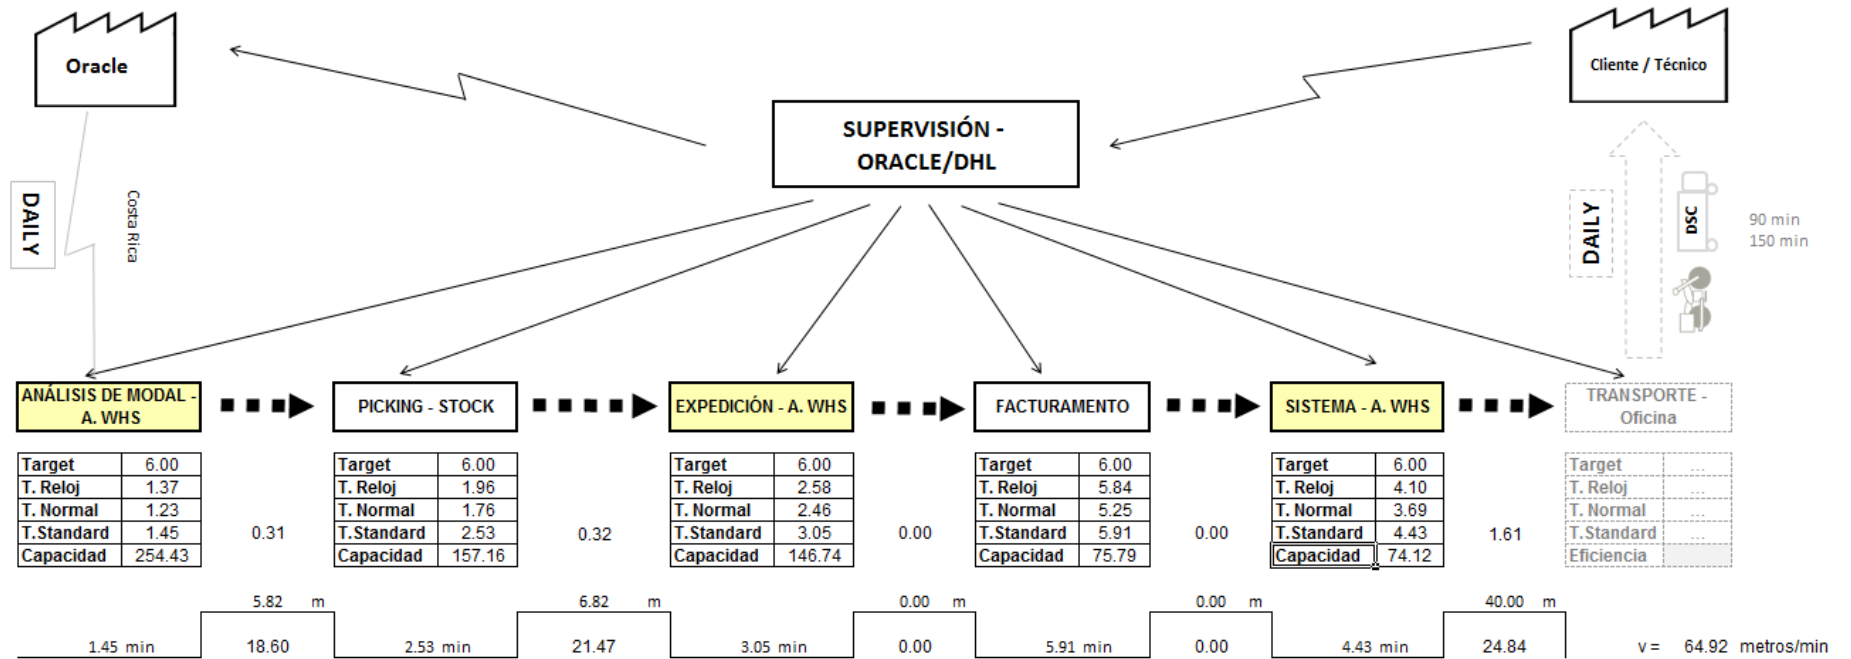 Oracle
Cliente / Técnico
SUPERVISIÓN -
ORACLE/DHL
DAILY
Costa Rica
DAILY
DSC
90 min
150 min
ANÁLISIS DE MODAL -
A. WHS
PICKING - STOCK
EXPEDICIÓN - A. WHS
FACTURAMENTO
SISTEMA - A. WHS
TRANSPORTE -
Oficina
Target 6.00
T. Reloj 1.37
T. Normal 1.23
T.Standard 1.45
Capacidad 254.43
0.31
Target 6.00
T. Reloj 1.96
T. Normal 1.76
T.Standard 2.53
Capacidad 157.16
0.32
Target 6.00
T. Reloj 2.58
T. Normal 2.46
T.Standard 3.05
Capacidad 146.74
0.00
Target 6.00
T. Reloj 5.84
T. Normal 5.25
T.Standard 5.91
Capacidad 75.79
0.00
Target 6.00
T. Reloj 4.10
T. Normal 3.69
T.Standard 4.43
Capacidad 74.12
1.61
Target ...
T. Reloj ...
T. Normal ...
T.Standard ...
Eficiencia
5.82 m 6.82 m 0.00 m 0.00 m 40.00 m
1.45 min 18.60 2.53 min 21.47 3.05 min 0.00 5.91 min 0.00 4.43 min 24.84 v = 64.92 metros/min